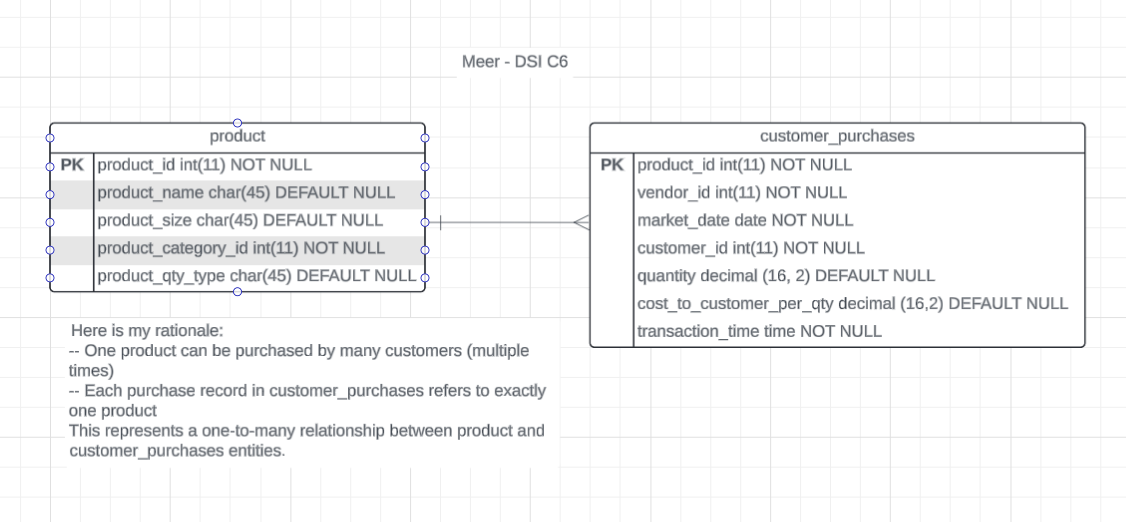 Meer - DSI C6
product
PK product_id int(11) NOT NULL
product_name char(45) DEFAULT NULL
product_size char(45) DEFAULT NULL
product_category_id int(11) NOT NULL
product_qty_type char(45) DEFAULT NULL
customer_purchases
PK product_id int(11) NOT NULL
vendor_id int(11) NOT NULL
market_date date NOT NULL
customer_id int(11) NOT NULL
quantity decimal (16, 2) DEFAULT NULL
cost_to_customer_per_qty decimal (16,2) DEFAULT NULL
transaction_time time NOT NULL
Here is my rationale:
-- One product can be purchased by many customers (multiple
times)
-- Each purchase record in customer_purchases refers to exactly
one product
This represents a one-to-many relationship between product and
customer_purchases entities.